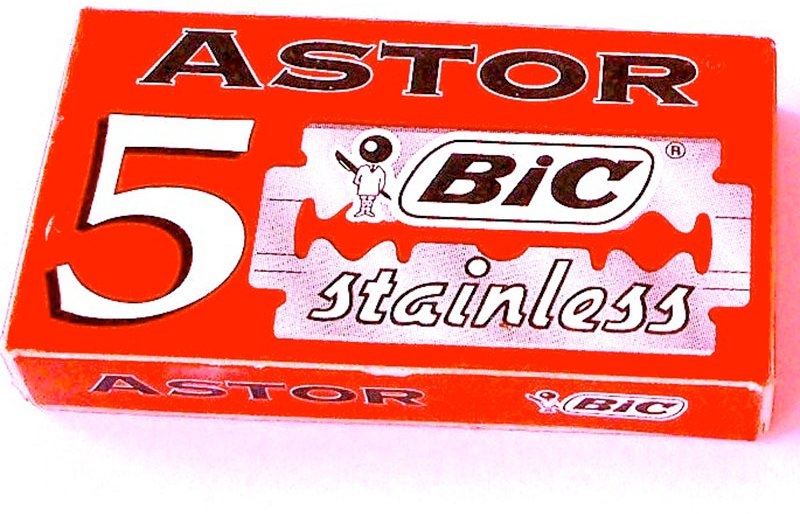 ASTOR
5
BiC ®
stainless
ASTOR
BiC